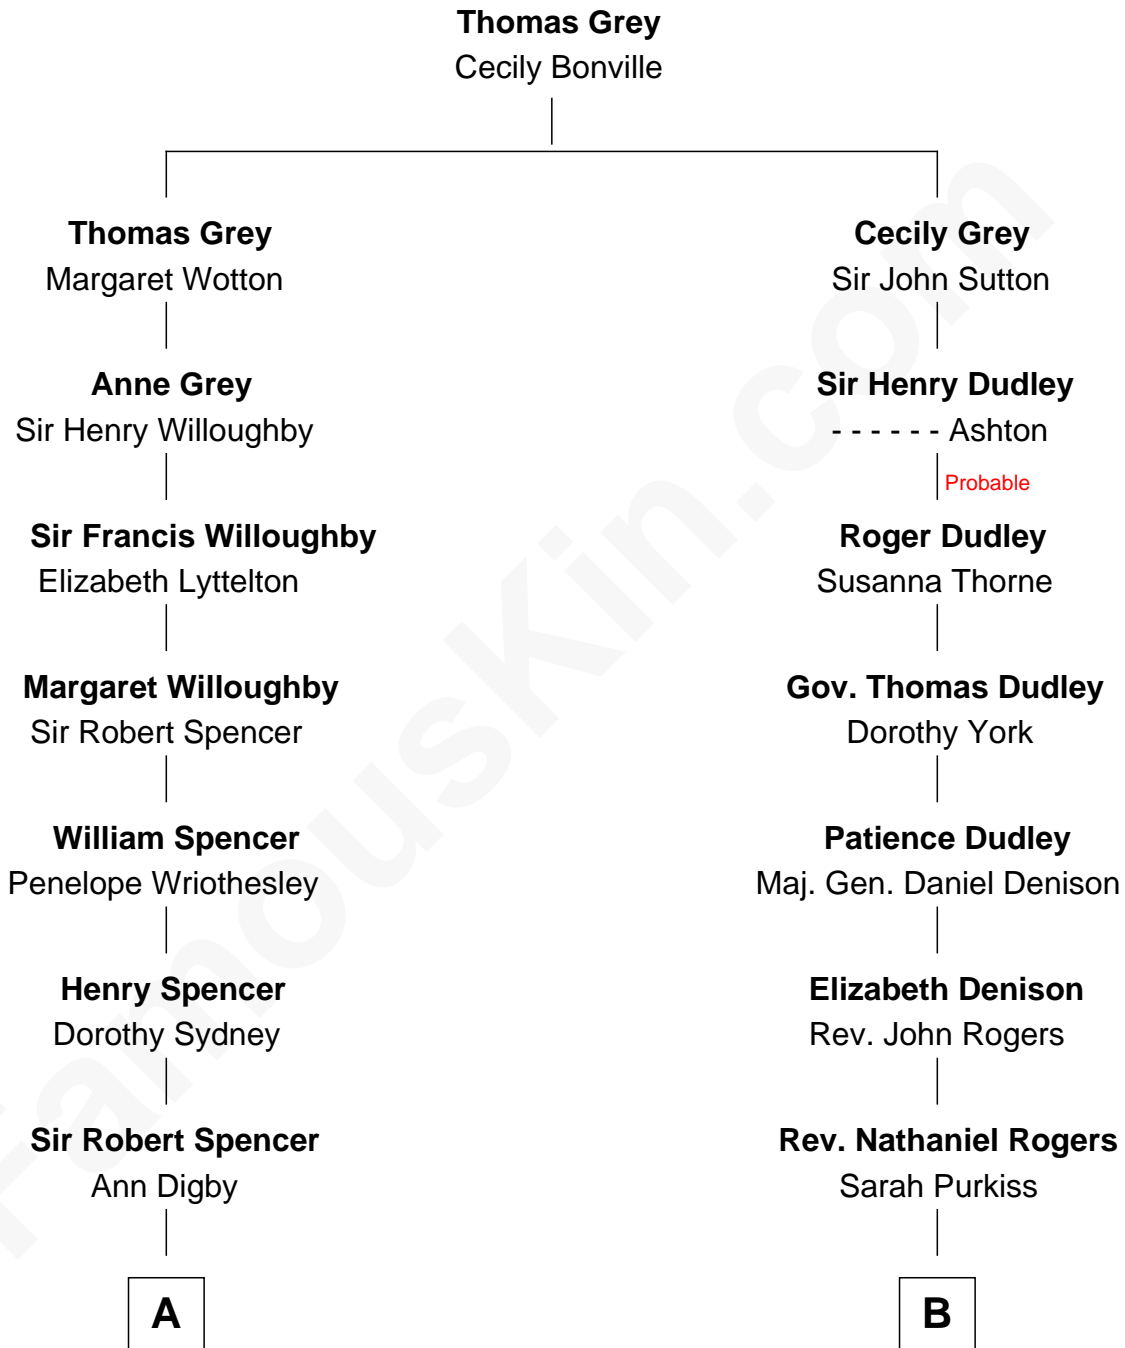 Thomas Grey
Cecily Bonville
Thomas Grey
Margaret Wotton
Anne Grey
Sir Henry Willoughby
Sir Francis Willoughby
Elizabeth Lyttelton
Margaret Willoughby
Sir Robert Spencer
William Spencer
Penelope Wriothesley
Henry Spencer
Dorothy Sydney
Sir Robert Spencer
Ann Digby
A
Cecily Grey
Sir John Sutton
Sir Henry Dudley
- - - - - - Ashton
Probable
Roger Dudley
Susanna Thorne
Gov. Thomas Dudley
Dorothy York
Patience Dudley
Maj. Gen. Daniel Denison
Elizabeth Denison
Rev. John Rogers
Rev. Nathaniel Rogers
Sarah Purkiss
B
FamousKin.com